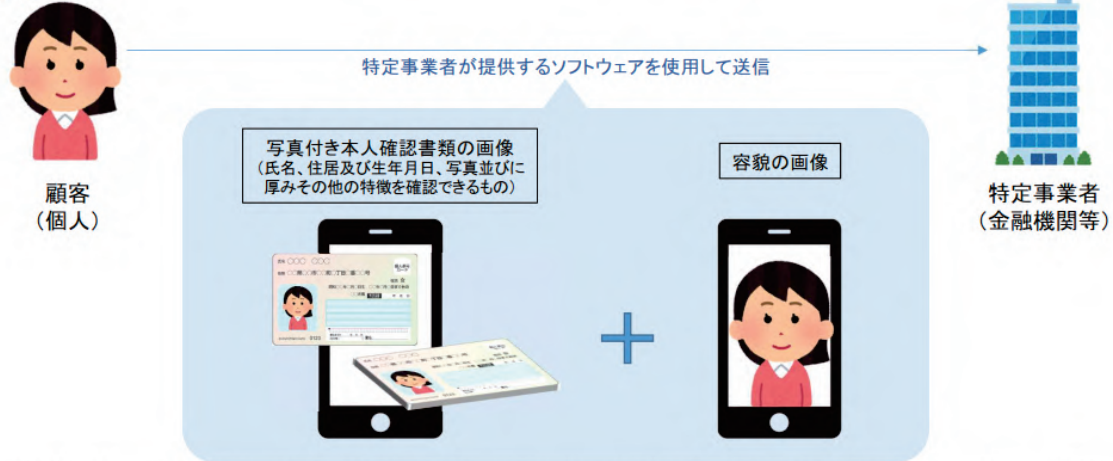 特定事業者が提供するソフトウェアを使用して送信
顧客
（個人）
特定事業者
（金融機関等）
写真付き本人確認書類の画像
（氏名、住居及び生年月日、写真並びに
厚みその他の特徴を確認できるもの）
容貌の画像